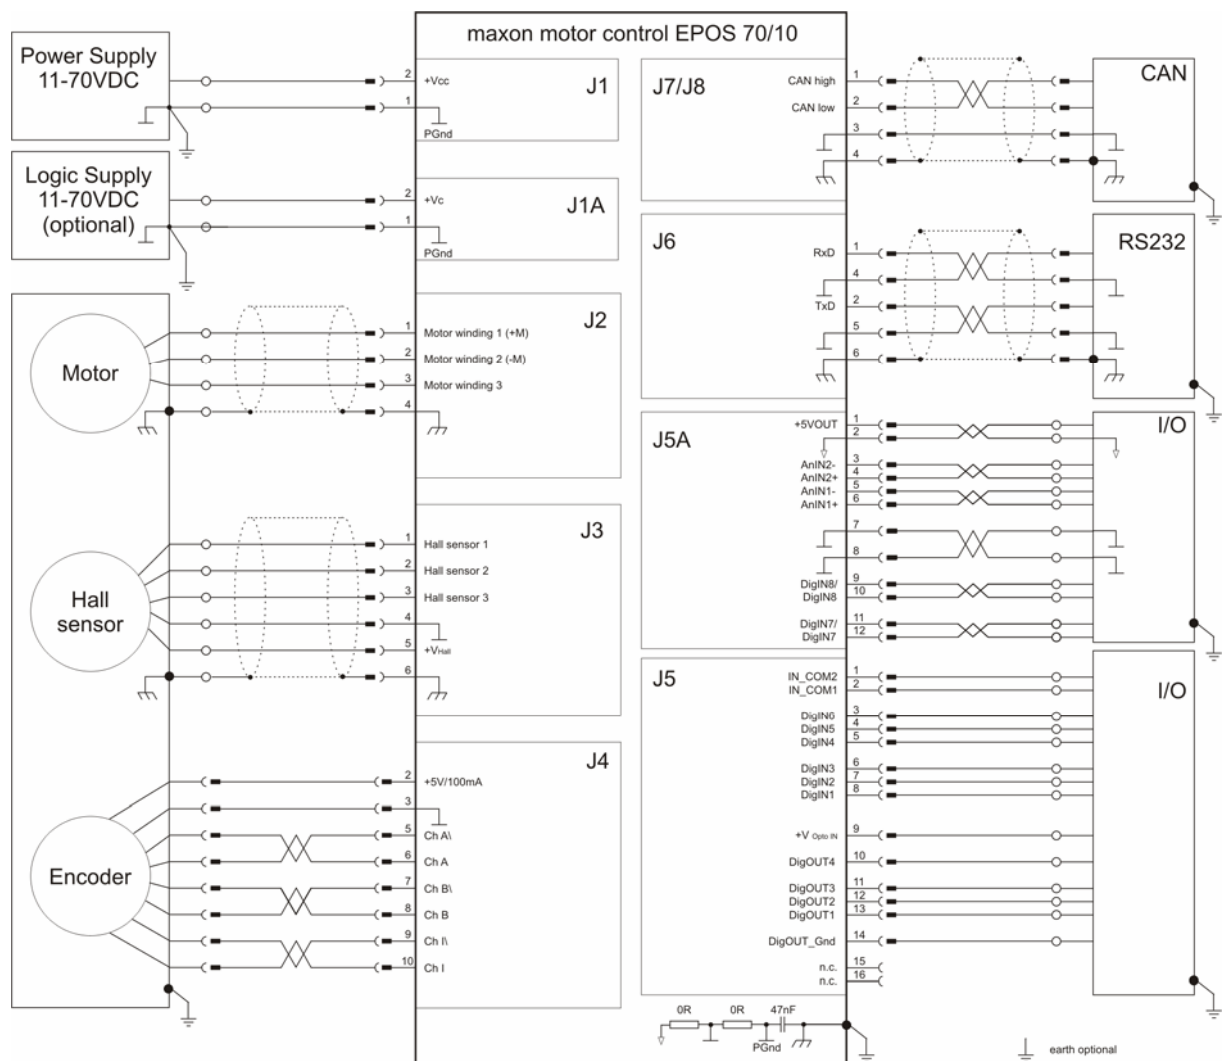 maxon motor control EPOS 70/10
Power Supply
11-70VDC
2 +Vcc
1
PGnd
J1
Logic Supply
11-70VDC
(optional)
2 +Vc
1
PGnd
J1A
Motor
1 Motor winding 1 (+M)
2 Motor winding 2 (-M)
3 Motor winding 3
4
J2
Hall
sensor
1 Hall sensor 1
2 Hall sensor 2
3 Hall sensor 3
4
5 +VHall
6
J3
Encoder
2 +5V/100mA
3
5 Ch A\
6 Ch A
7 Ch B\
8 Ch B
9 Ch I\
10 Ch I
J4
J7/J8
CAN high 1
CAN low 2
3
4
CAN
J6
RxD 1
4
TxD 2
5
6
RS232
J5A
+5VOUT 1
2
AnIN2- 3
AnIN2+ 4
AnIN1- 5
AnIN1+ 6
7
8
DigIN8/ 9
DigIN8 10
DigIN7/ 11
DigIN7 12
I/O
J5
IN_COM2 1
IN_COM1 2
DigIN6 3
DigIN5 4
DigIN4 5
DigIN3 6
DigIN2 7
DigIN1 8
+V Opto IN 9
DigOUT4 10
DigOUT3 11
DigOUT2 12
DigOUT1 13
DigOUT_Gnd 14
n.c. 15
n.c. 16
I/O
0R 0R 47nF
PGnd
earth optional